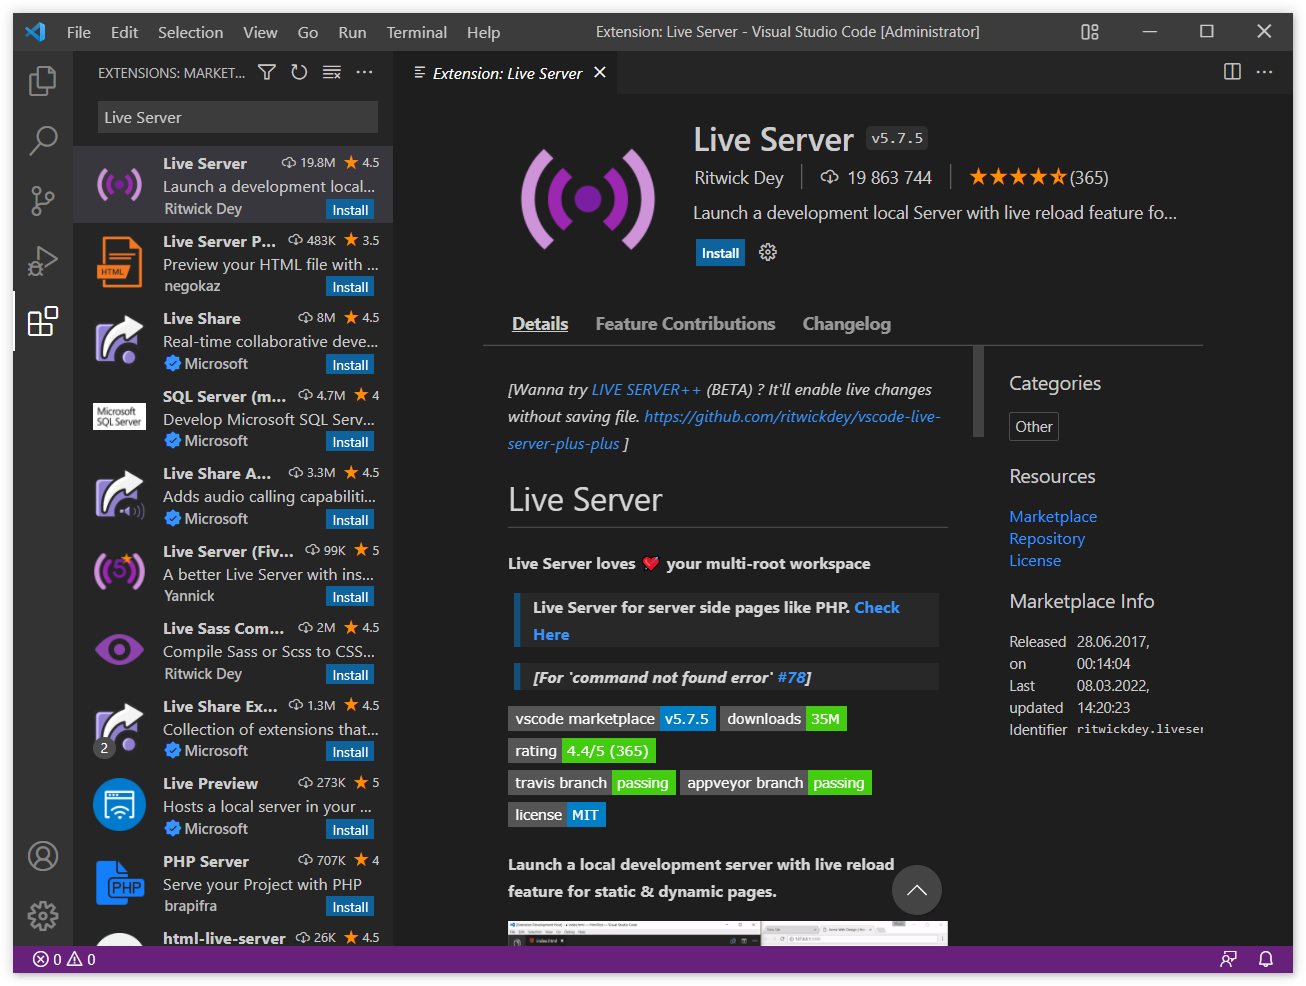 File Edit Selection View Go Run Terminal Help Extension: Live Server - Visual Studio Code [Administrator]
EXTENSIONS: MARKET...
Live Server
Live Server 19.8M 4.5
Launch a development local...
Ritwick Dey Install
Live Server P... 483K 3.5
Preview your HTML file with ...
negokaz Install
HTML
Live Share 8M 4.5
Real-time collaborative deve...
Microsoft Install
SQL Server (m... 4.7M 4
Develop Microsoft SQL Serv...
Microsoft Install
Microsoft
SQL Server
Live Share A... 3.3M 4.5
Adds audio calling capabiliti...
Microsoft Install
Live Server (Fiv... 99K 5
A better Live Server with ins...
Yannick Install
5
Live Sass Com... 2M 4.5
Compile Sass or Scss to CSS...
Ritwick Dey Install
Live Share Ex... 1.3M 4.5
Collection of extensions that...
Microsoft Install
2
Live Preview 273K 5
Hosts a local server in your ...
Microsoft Install
PHP Server 707K 4
Serve your Project with PHP
brapifra Install
PHP
html-live-server 26K 4.5
Extension: Live Server
Live Server v5.7.5
Ritwick Dey 19 863 744 (365)
Launch a development local Server with live reload feature fo...
Install
Details Feature Contributions Changelog
[Wanna try LIVE SERVER++ (BETA) ? It'll enable live changes
without saving file. https://github.com/ritwickdey/vscode-live-
server-plus-plus ]
Live Server
Live Server loves your multi-root workspace
Live Server for server side pages like PHP. Check
Here
[For 'command not found error' #78]
vscode marketplace v5.7.5 downloads 35M
rating 4.4/5 (365)
travis branch passing appveyor branch passing
license MIT
Launch a local development server with live reload
feature for static & dynamic pages.
Categories
Other
Resources
Marketplace
Repository
License
Marketplace Info
Released 28.06.2017,
on 00:14:04
Last 08.03.2022,
updated 14:20:23
Identifier ritwickdey.liveser
0 0